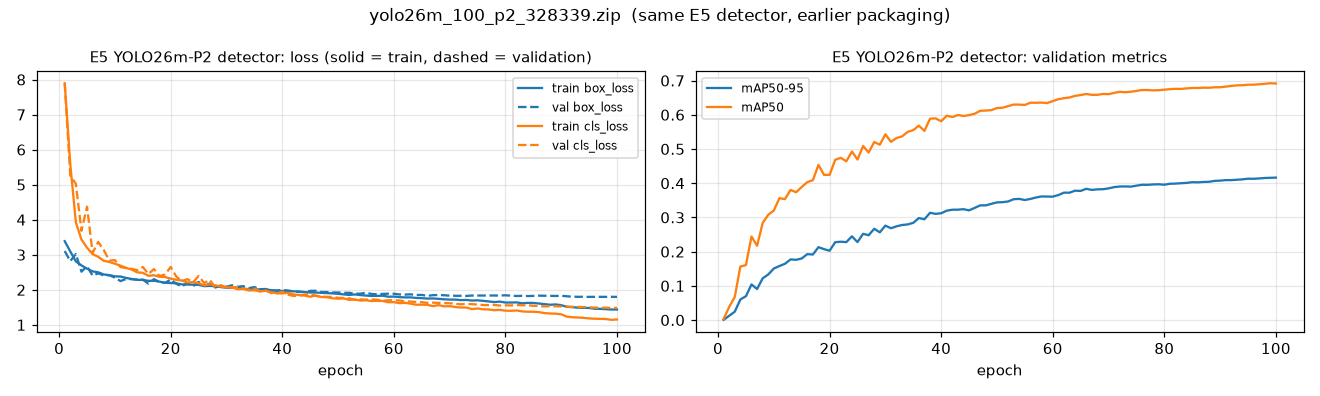 yolo26m_100_p2_328339.zip  (same E5 detector, earlier packaging)
E5 YOLO26m-P2 detector: loss (solid = train, dashed = validation)
8
7
6
5
4
3
2
1
0
20
40
60
80
100
epoch
train box_loss
val box_loss
train cls_loss
val cls_loss
E5 YOLO26m-P2 detector: validation metrics
0.7
0.6
0.5
0.4
0.3
0.2
0.1
0.0
0
20
40
60
80
100
epoch
mAP50-95
mAP50